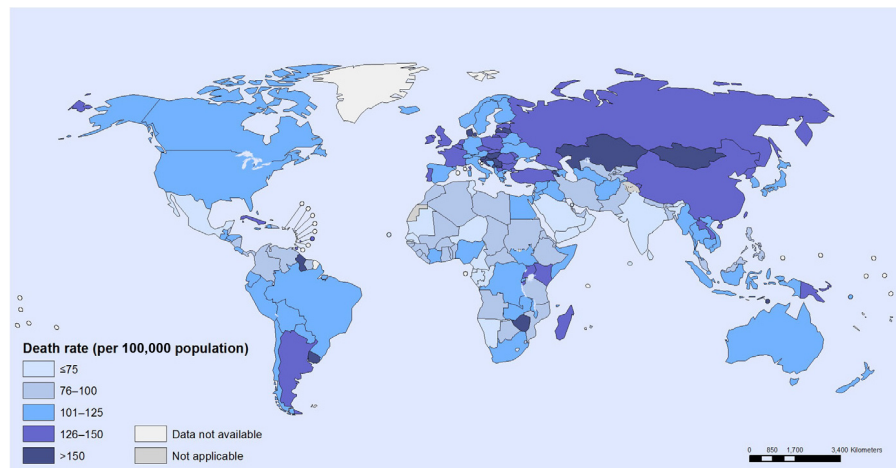 Death rate (per 100,000 population)
≤75
76–100
101–125
126–150
>150
Data not available
Not applicable
0 850 1,700 3,400 Kilometers